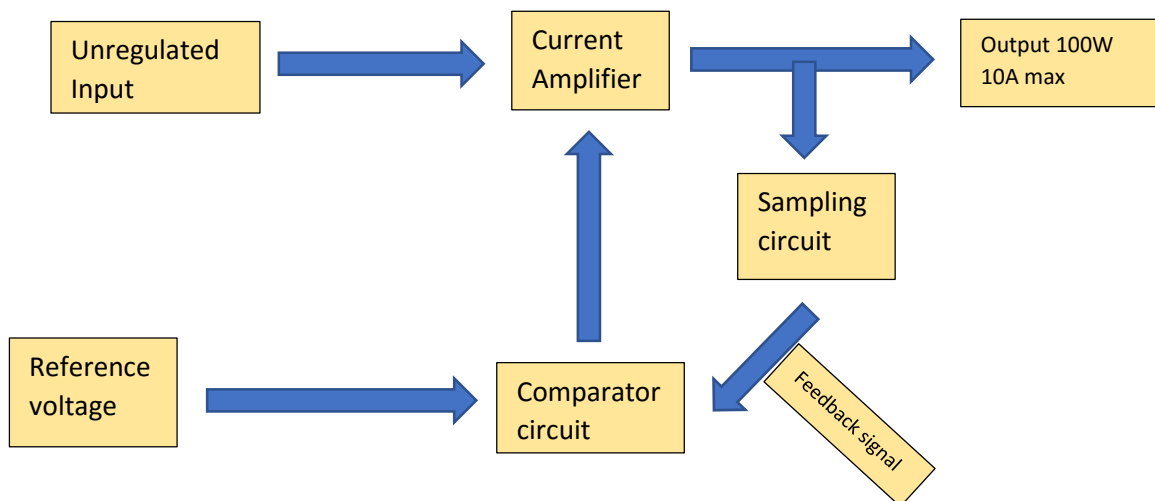 Unregulated
Input
Current
Amplifier
Output 100W
10A max
Sampling
circuit
Reference
voltage
Comparator
circuit
Feedback signal